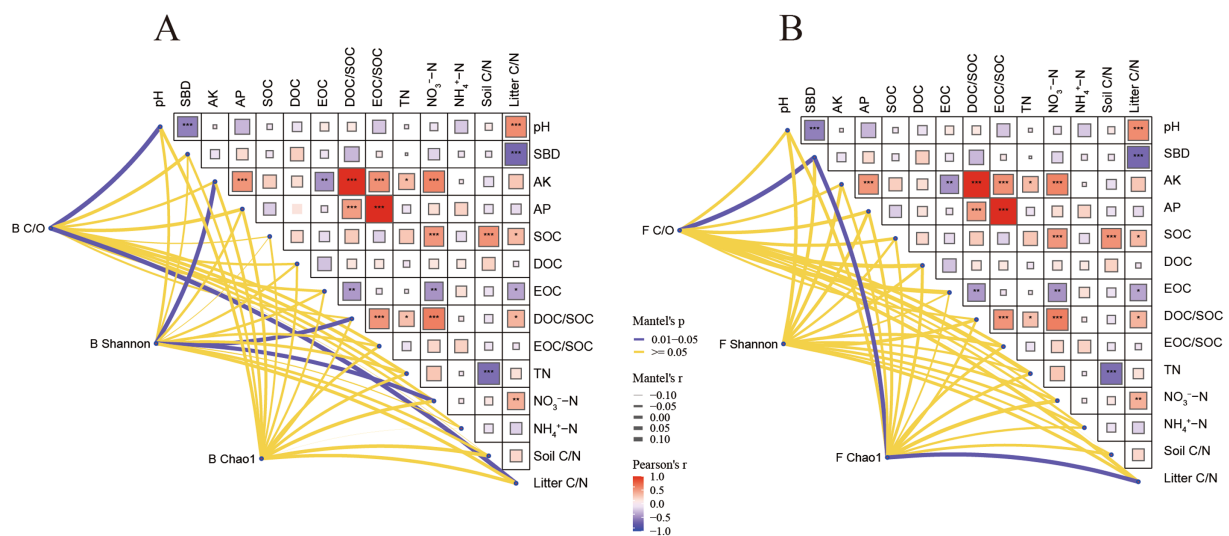 A
pH
SBD
AK
AP
SOC
DOC
EOC
DOC/SOC
EOC/SOC
TN
NO₃⁻−N
NH₄⁺−N
Soil C/N
Litter C/N
*** *** pH
*** SBD
*** ** *** *** * *** AK
*** *** AP
*** *** * SOC
DOC
** ** * EOC
*** * *** * DOC/SOC
EOC/SOC
*** TN
** NO₃⁻−N
NH₄⁺−N
Soil C/N
Litter C/N
B C/O
B Shannon
B Chao1
B
pH
SBD
AK
AP
SOC
DOC
EOC
DOC/SOC
EOC/SOC
TN
NO₃⁻−N
NH₄⁺−N
Soil C/N
Litter C/N
*** *** pH
*** SBD
*** ** *** *** * *** AK
*** *** AP
*** *** * SOC
DOC
** ** * EOC
*** * *** * DOC/SOC
EOC/SOC
*** TN
** NO₃⁻−N
NH₄⁺−N
Soil C/N
Litter C/N
F C/O
F Shannon
F Chao1
Mantel's p
0.01−0.05
>= 0.05
Mantel's r
−0.10
−0.05
0.00
0.05
0.10
Pearson's r
1.0
0.5
0.0
−0.5
−1.0